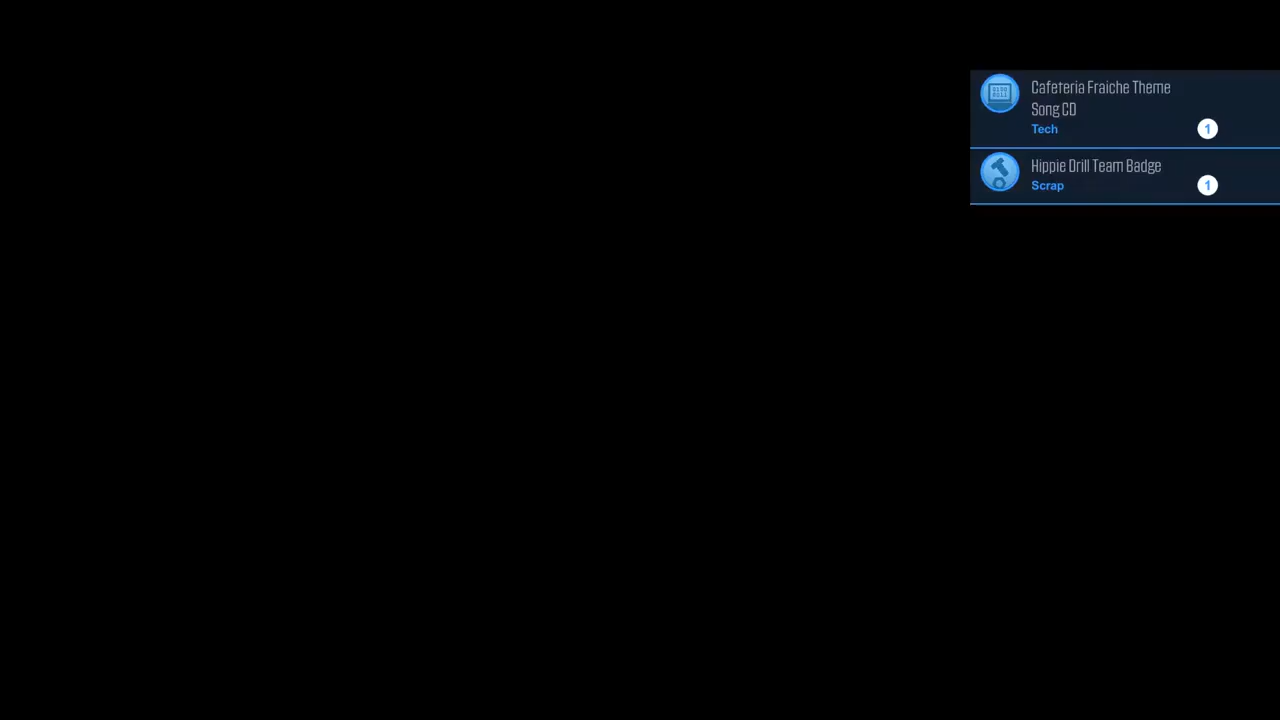 Cafeteria Fraiche Theme
Song CD
Tech
1
Hippie Drill Team Badge
Scrap
1